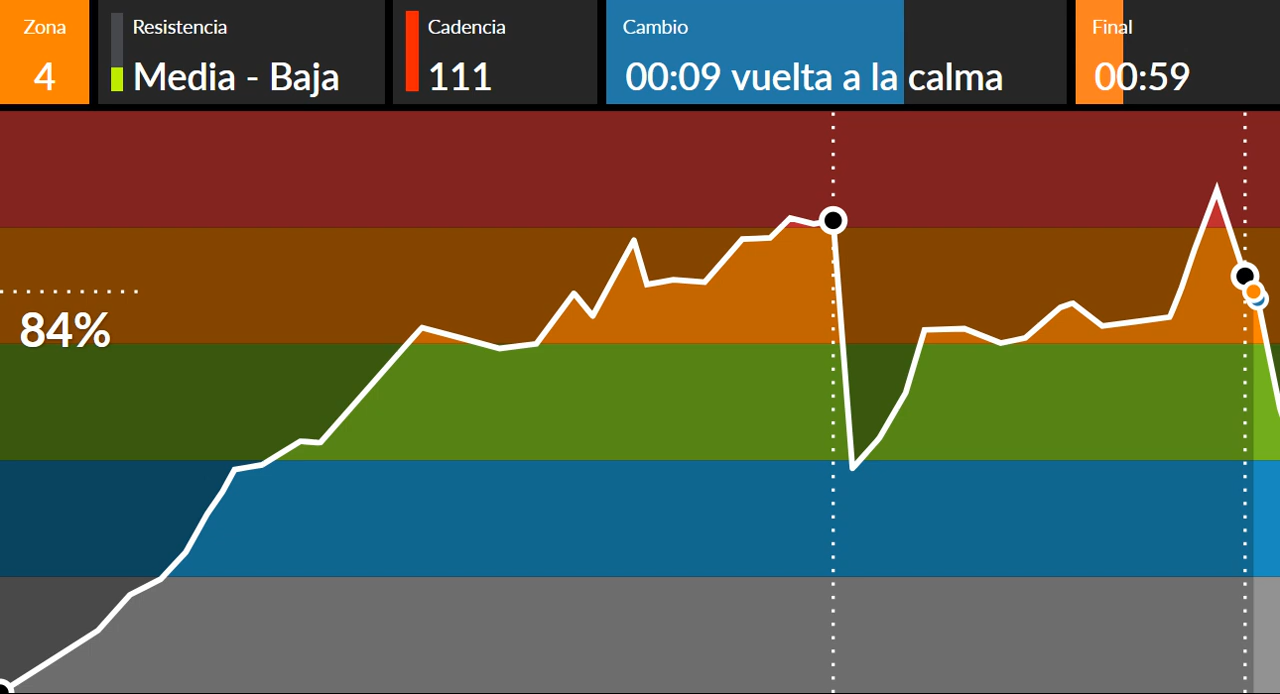 Zona
4
Resistencia
Media - Baja
Cadencia
111
Cambio
00:09 vuelta a la calma
Final
00:59
84%